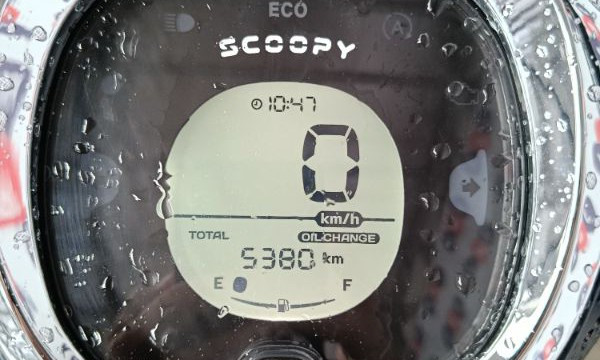 ECO
SCOOPY
10:47
0
km/h
TOTAL OIL CHANGE
5380 km
E F